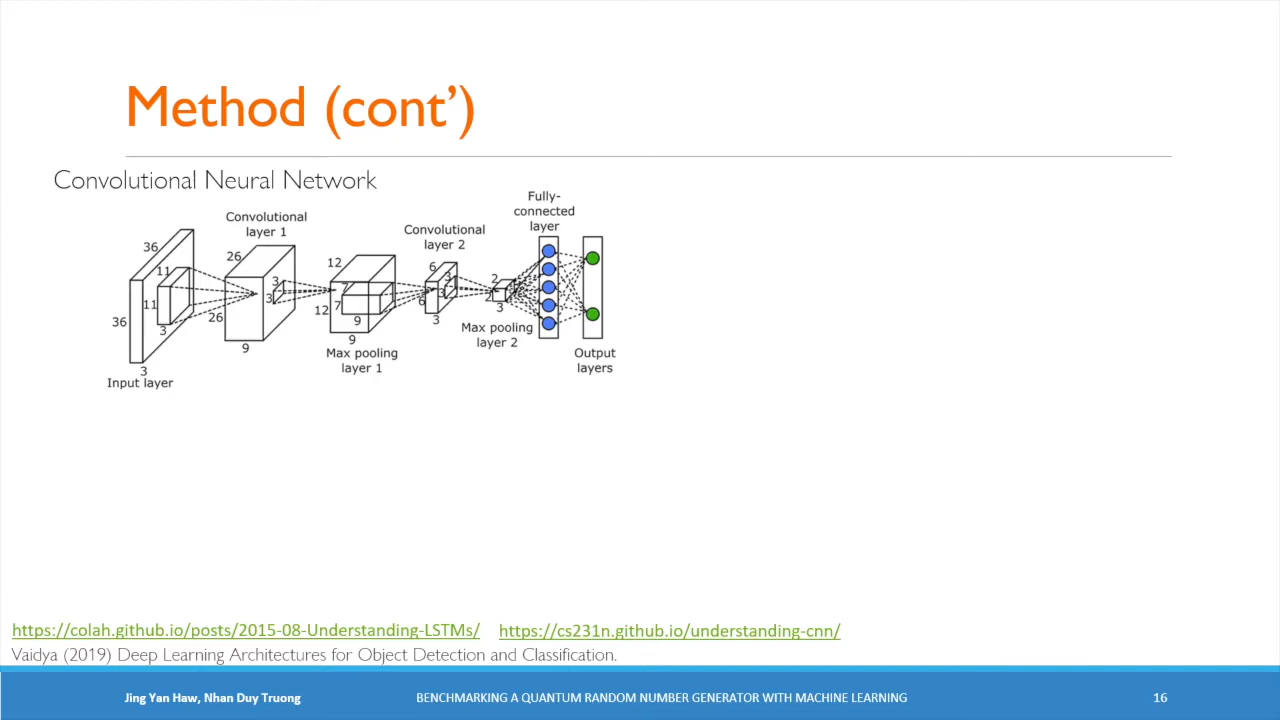 Method (cont’)
Convolutional Neural Network
Fully-
connected
layer
Convolutional
layer 1
Convolutional
layer 2
36
11
11
3
36
3
Input layer
26
3
3
26
9
12
7
7
12
9
9
Max pooling
layer 1
6
3
3
6
3
2
2
3
Max pooling
layer 2
Output
layers
https://colah.github.io/posts/2015-08-Understanding-LSTMs/ https://cs231n.github.io/understanding-cnn/
Vaidya (2019) Deep Learning Architectures for Object Detection and Classification.
Jing Yan Haw, Nhan Duy Truong BENCHMARKING A QUANTUM RANDOM NUMBER GENERATOR WITH MACHINE LEARNING 16